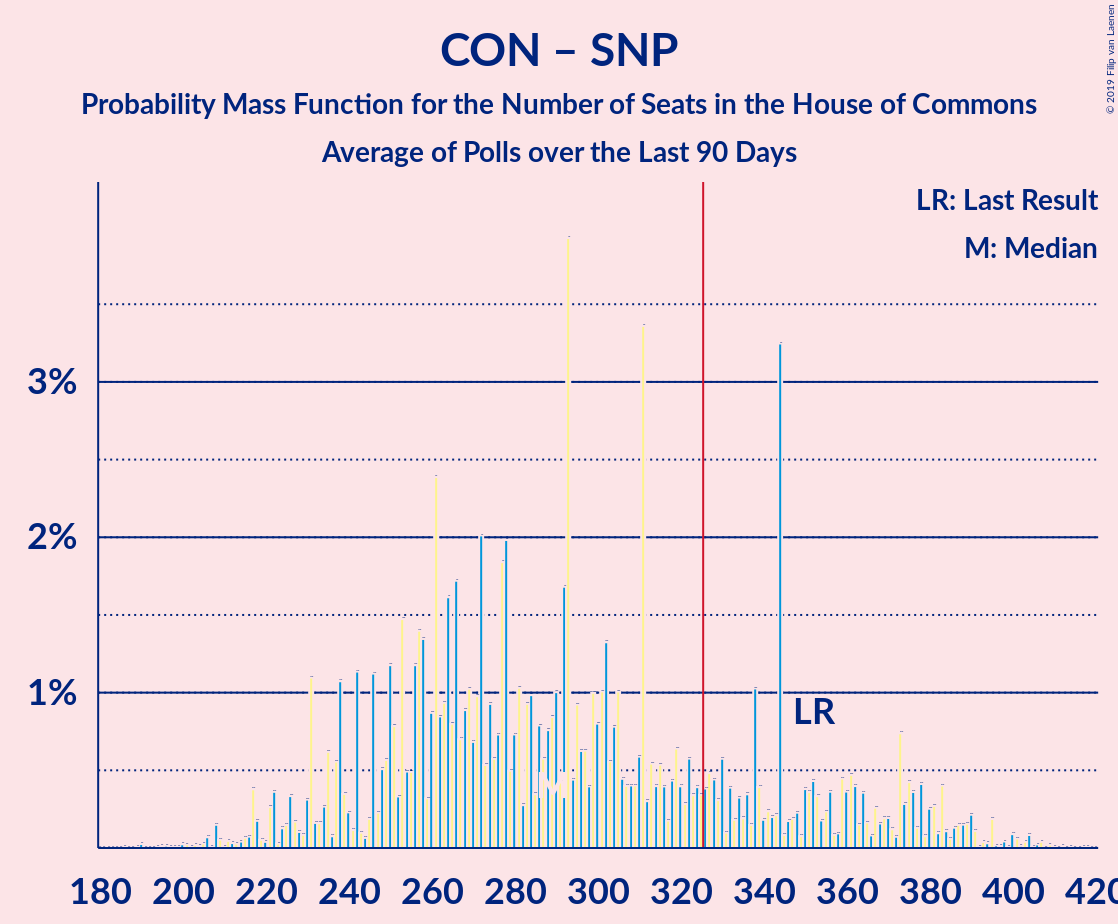 CON – SNP
Probability Mass Function for the Number of Seats in the House of Commons
Average of Polls over the Last 90 Days
© 2019 Filip van Laenen
LR: Last Result
M: Median
3%
2%
1%
LR
M
180 200 220 240 260 280 300 320 340 360 380 400 420